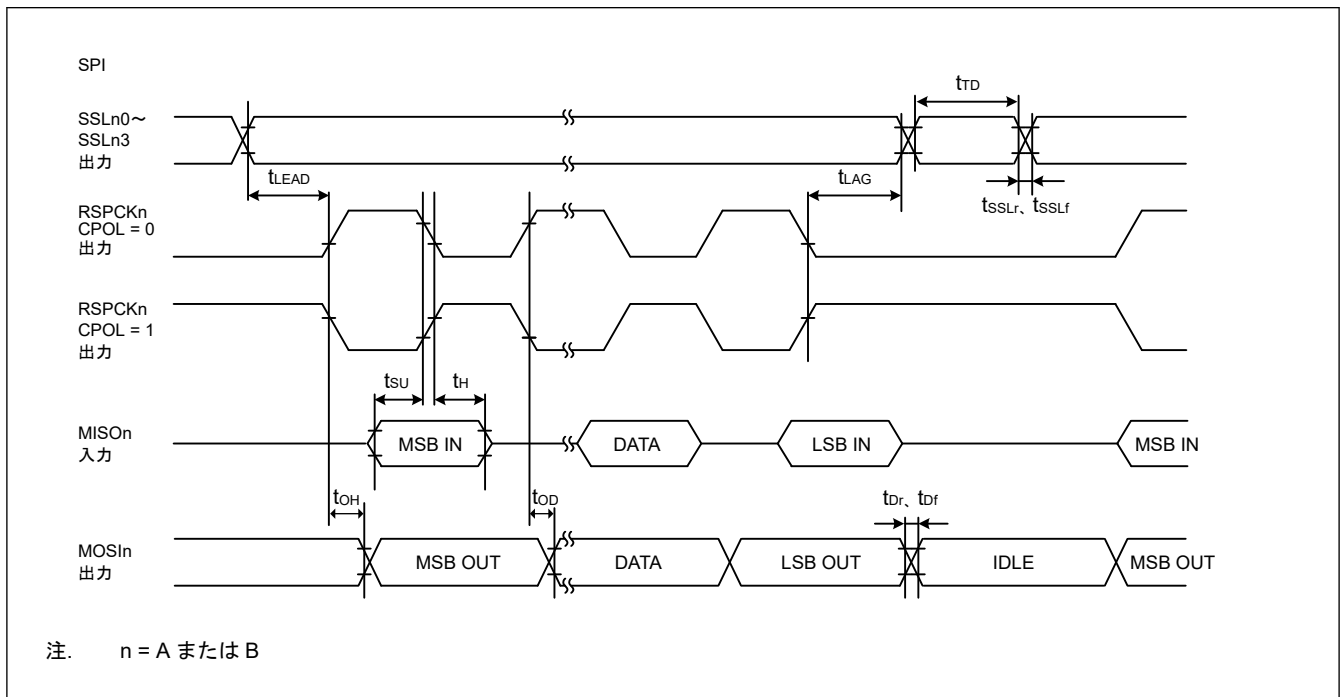 SPI
tTD
SSLn0～
SSLn3
出力
tLEAD
tLAG
tSSLr、tSSLf
RSPCKn
CPOL = 0
出力
RSPCKn
CPOL = 1
出力
tSU
tH
MISOn
入力
MSB IN
DATA
LSB IN
MSB IN
tOH
tOD
tDr、tDf
MOSIn
出力
MSB OUT
DATA
LSB OUT
IDLE
MSB OUT
注. n = A または B